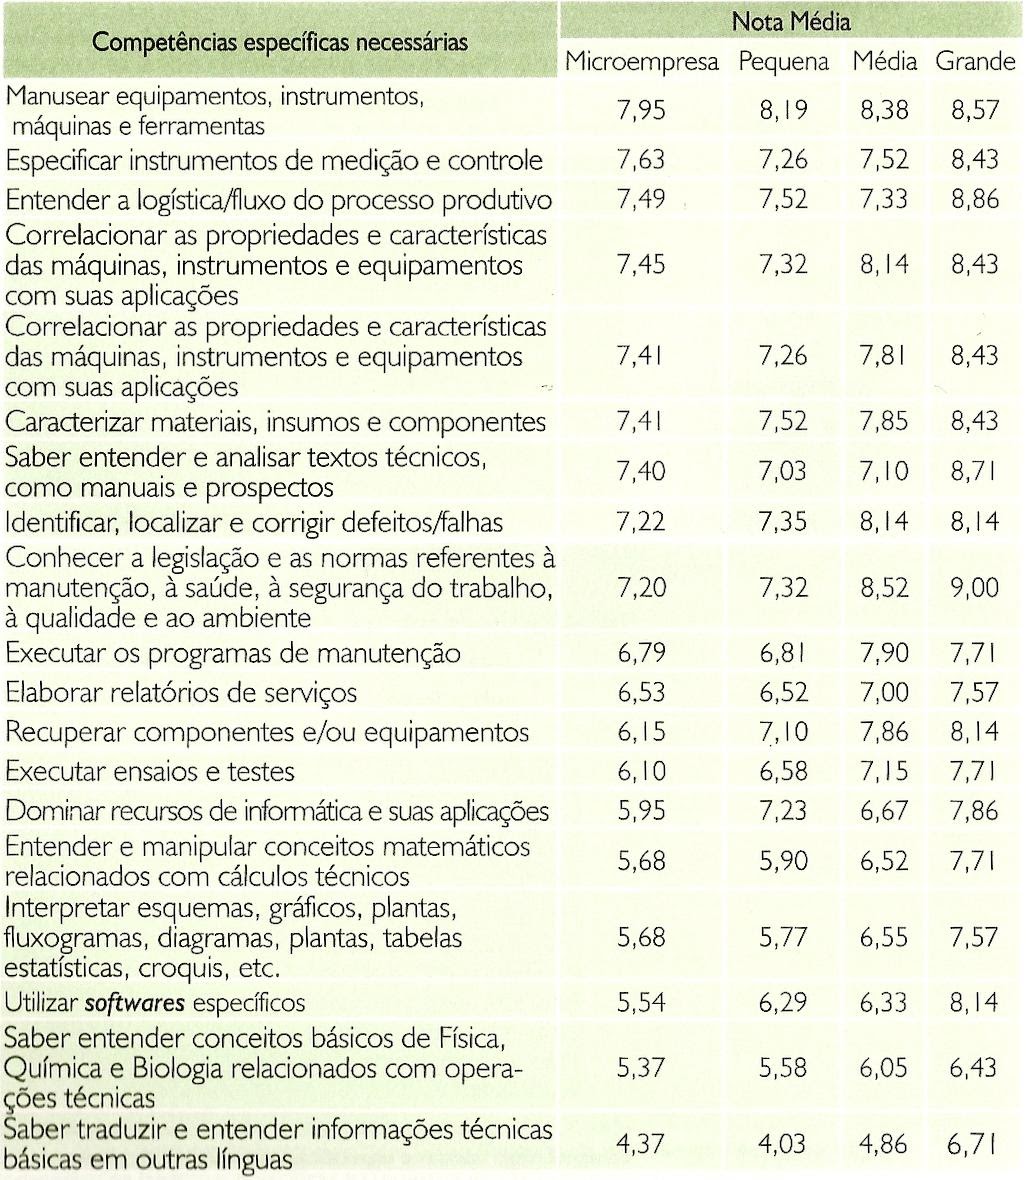 Competências específicas necessárias
Nota Média
Microempresa Pequena Média Grande
Manusear equipamentos, instrumentos,
máquinas e ferramentas
7,95 8,19 8,38 8,57
Especificar instrumentos de medição e controle 7,63 7,26 7,52 8,43
Entender a logística/fluxo do processo produtivo 7,49 7,52 7,33 8,86
Correlacionar as propriedades e características
das máquinas, instrumentos e equipamentos 7,45 7,32 8,14 8,43
com suas aplicações
Correlacionar as propriedades e características
das máquinas, instrumentos e equipamentos 7,41 7,26 7,81 8,43
com suas aplicações
Caracterizar materiais, insumos e componentes 7,41 7,52 7,85 8,43
Saber entender e analisar textos técnicos,
como manuais e prospectos
7,40 7,03 7,10 8,71
Identificar, localizar e corrigir defeitos/falhas 7,22 7,35 8,14 8,14
Conhecer a legislação e as normas referentes à
manutenção, à saúde, à segurança do trabalho, 7,20 7,32 8,52 9,00
à qualidade e ao ambiente
Executar os programas de manutenção 6,79 6,81 7,90 7,71
Elaborar relatórios de serviços 6,53 6,52 7,00 7,57
Recuperar componentes e/ou equipamentos 6,15 7,10 7,86 8,14
Executar ensaios e testes 6,10 6,58 7,15 7,71
Dominar recursos de informática e suas aplicações 5,95 7,23 6,67 7,86
Entender e manipular conceitos matemáticos
relacionados com cálculos técnicos
5,68 5,90 6,52 7,71
Interpretar esquemas, gráficos, plantas,
fluxogramas, diagramas, plantas, tabelas 5,68 5,77 6,55 7,57
estatísticas, croquis, etc.
Utilizar softwares específicos 5,54 6,29 6,33 8,14
Saber entender conceitos básicos de Física,
Química e Biologia relacionados com opera- 5,37 5,58 6,05 6,43
ções técnicas
Saber traduzir e entender informações técnicas
básicas em outras línguas
4,37 4,03 4,86 6,71